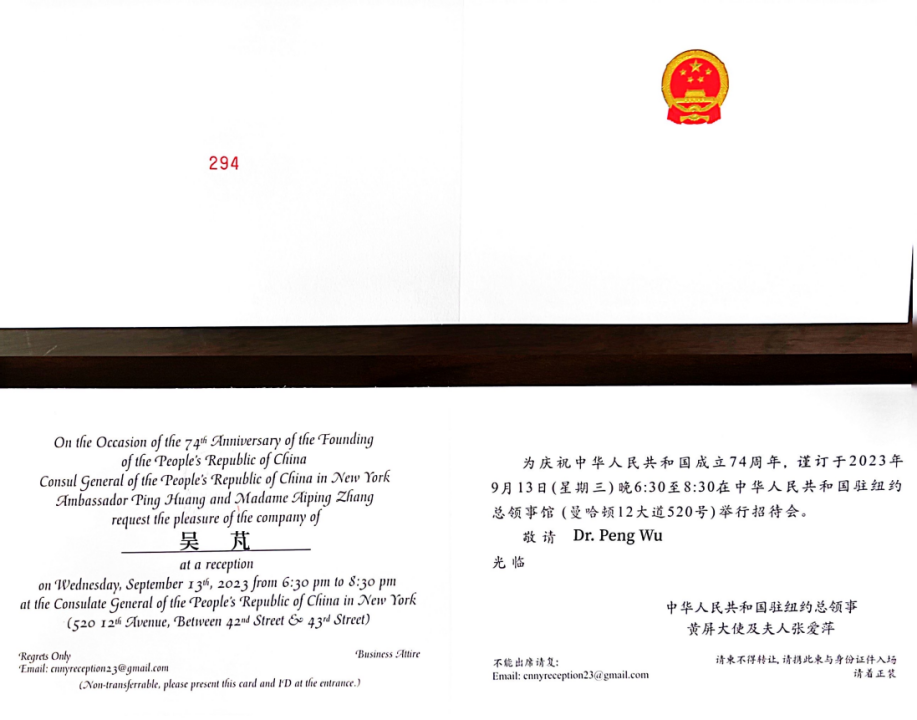 294
On the Occasion of the 74th Anniversary of the Founding
of the People's Republic of China
Consul General of the People's Republic of China in New York
Ambassador Ping Huang and Madame Aiping Zhang
request the pleasure of the company of
吴 芃
at a reception
on Wednesday, September 13th, 2023 from 6:30 pm to 8:30 pm
at the Consulate General of the People's Republic of China in New York
(520 12th Avenue, Between 42nd Street & 43rd Street)
Regrets Only
Email: cnnyreception23@gmail.com
Business Attire
(Non-transferrable, please present this card and ID at the entrance.)
为庆祝中华人民共和国成立74周年，谨订于2023年
9月13日(星期三)晚6:30至8:30在中华人民共和国驻纽约
总领事馆 (曼哈顿12大道520号)举行招待会。
敬请 Dr. Peng Wu
光临
中华人民共和国驻纽约总领事
黄屏大使及夫人张爱萍
不能出席请复:
Email: cnnyreception23@gmail.com
请柬不得转让, 请携此柬与身份证件入场
请着正装